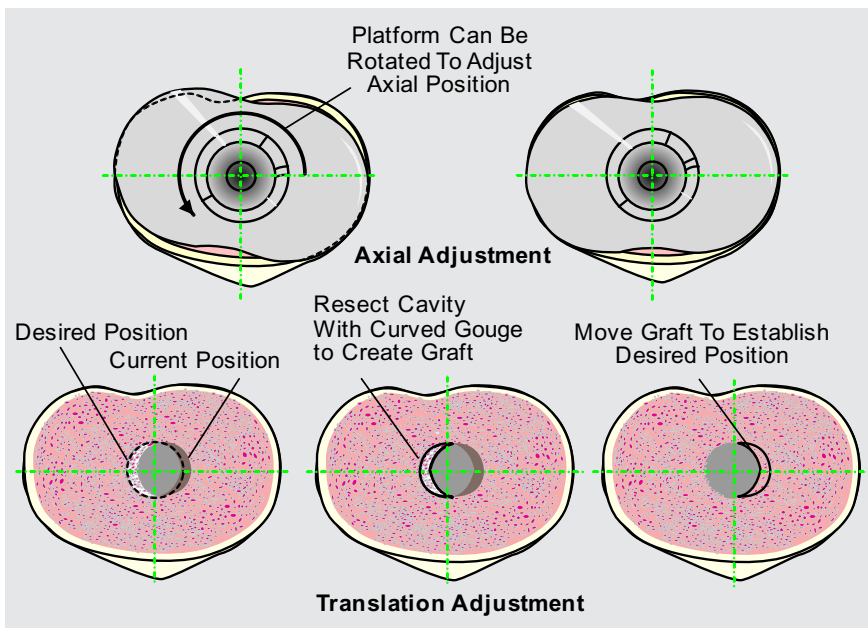 Platform Can Be
Rotated To Adjust
Axial Position
Axial Adjustment
Resect Cavity
With Curved Gouge
to Create Graft
Desired Position
Current Position
Move Graft To Establish
Desired Position
Translation Adjustment